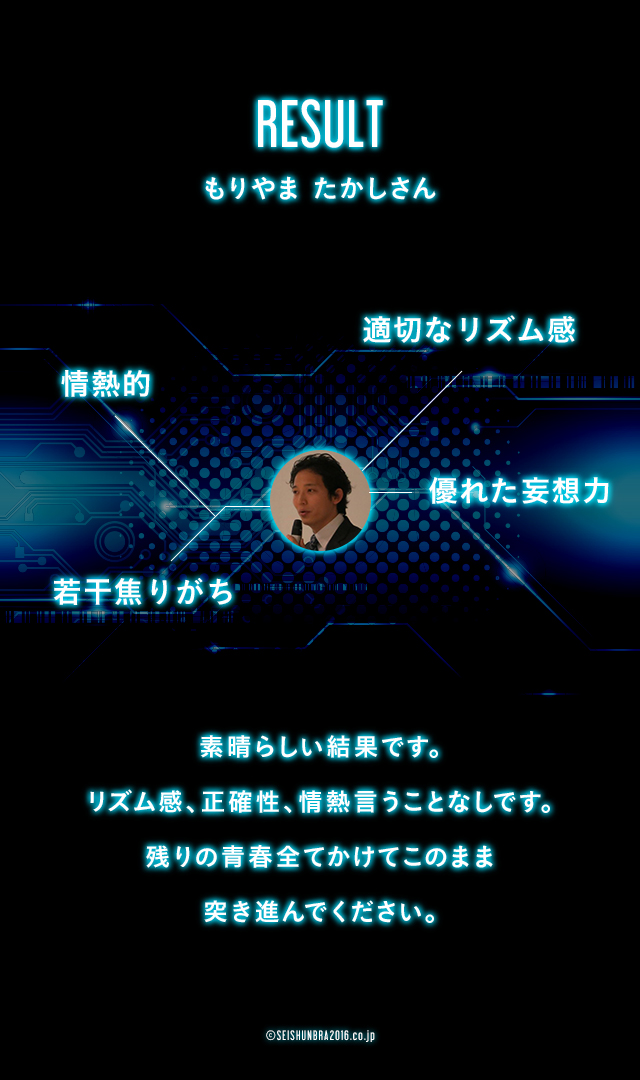 RESULT
もりやま たかしさん
適切なリズム感
情熱的
優れた妄想力
若干焦りがち
素晴らしい結果です。
リズム感、正確性、情熱言うことなしです。
残りの青春全てかけてこのまま
突き進んでください。
©SEISHUNBRA2016.co.jp